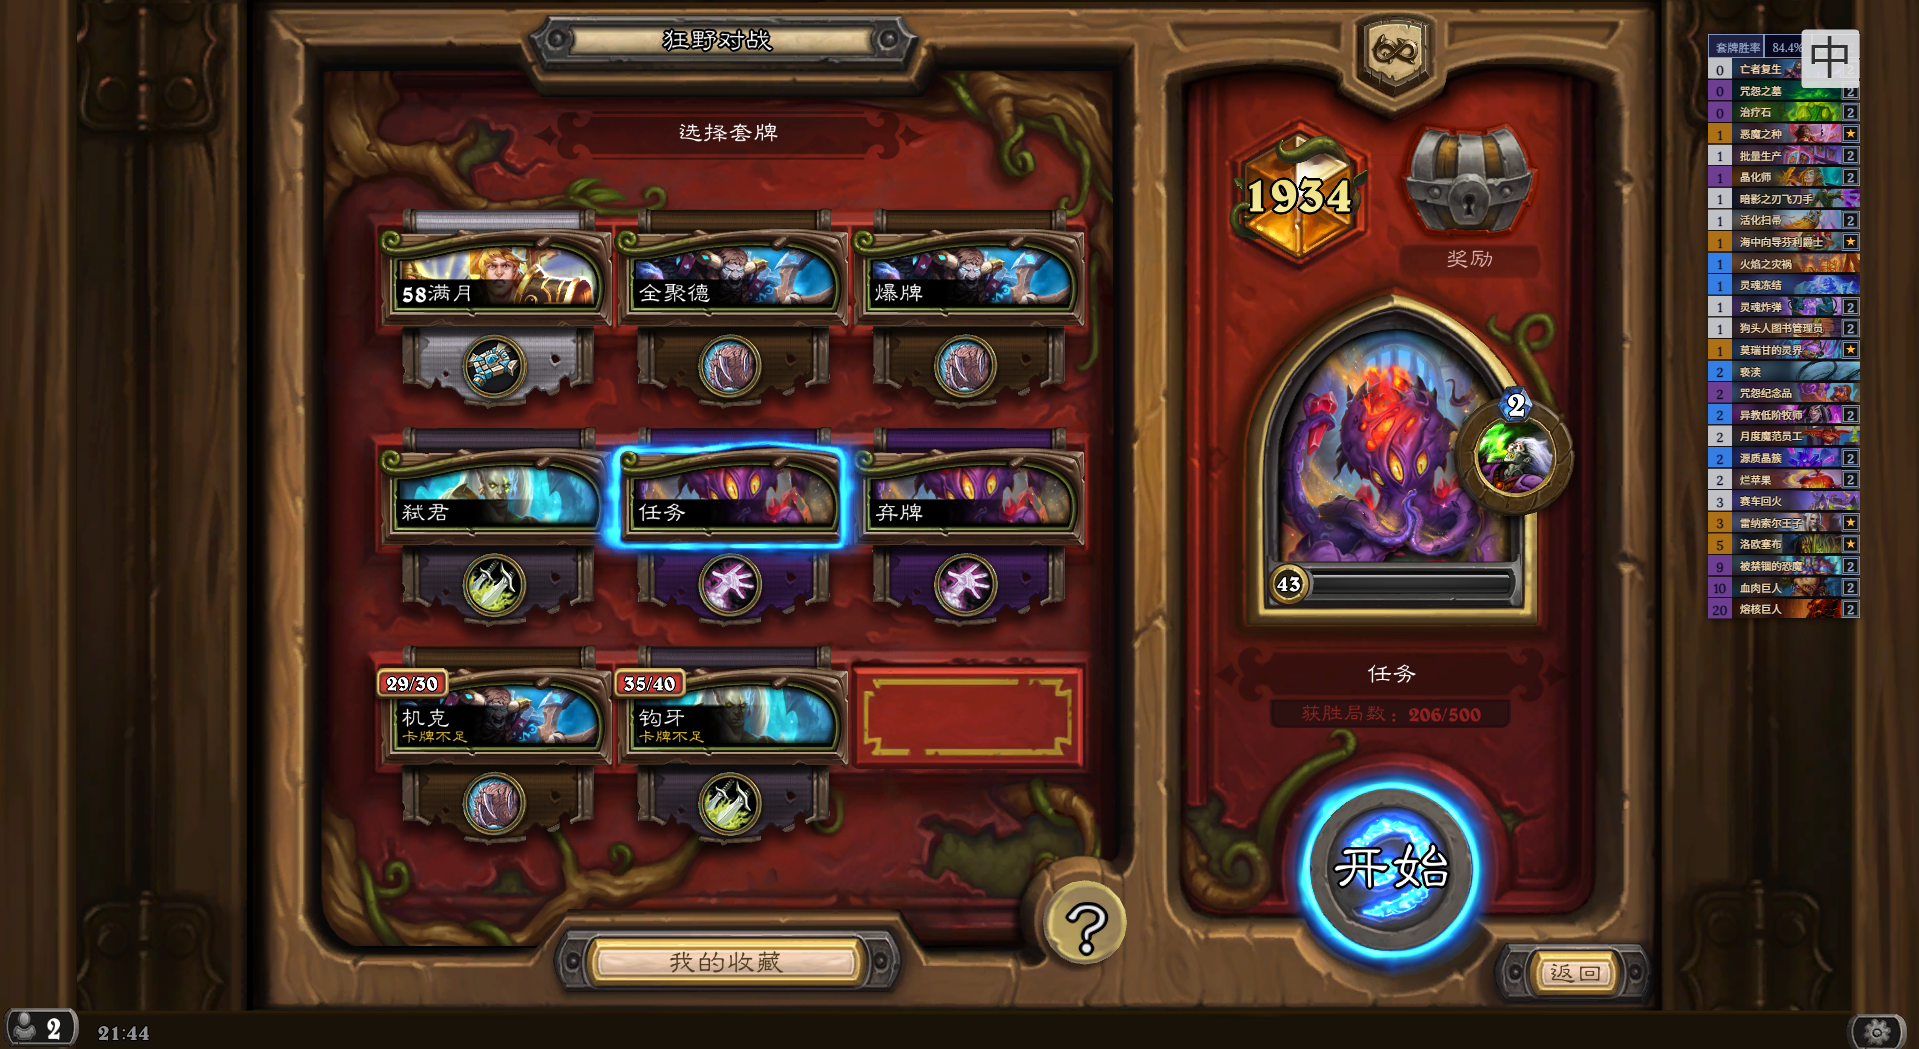 狂野对战
选择套牌
58满月
全聚德
爆牌
弑君
任务
弃牌
29/30
机克
卡牌不足
35/40
钩牙
卡牌不足
我的收藏
?
1934
奖励
2
43
任务
获胜局数：206/500
开始
返回
2
21:44
套牌胜率 84.4%
中
0 亡者复生
0 咒怨之墓 2
0 治疗石 2
1 恶魔之种 ★
1 批量生产 2
1 晶化师 2
1 暗影之刃飞刀手
1 活化扫帚 2
1 海中向导芬利爵士 ★
1 火焰之灾祸
1 灵魂冻结
1 灵魂炸弹 2
1 狗头人图书管理员 2
1 莫瑞甘的灵界 ★
2 亵渎
2 咒怨纪念品
2 异教低阶牧师 2
2 月度魔范员工
2 源质晶簇 2
2 烂苹果 2
3 赛车回火
3 雷纳索尔王子 ★
5 洛欧塞布 ★
9 被禁锢的恐魔 2
10 血肉巨人 2
20 熔核巨人 2